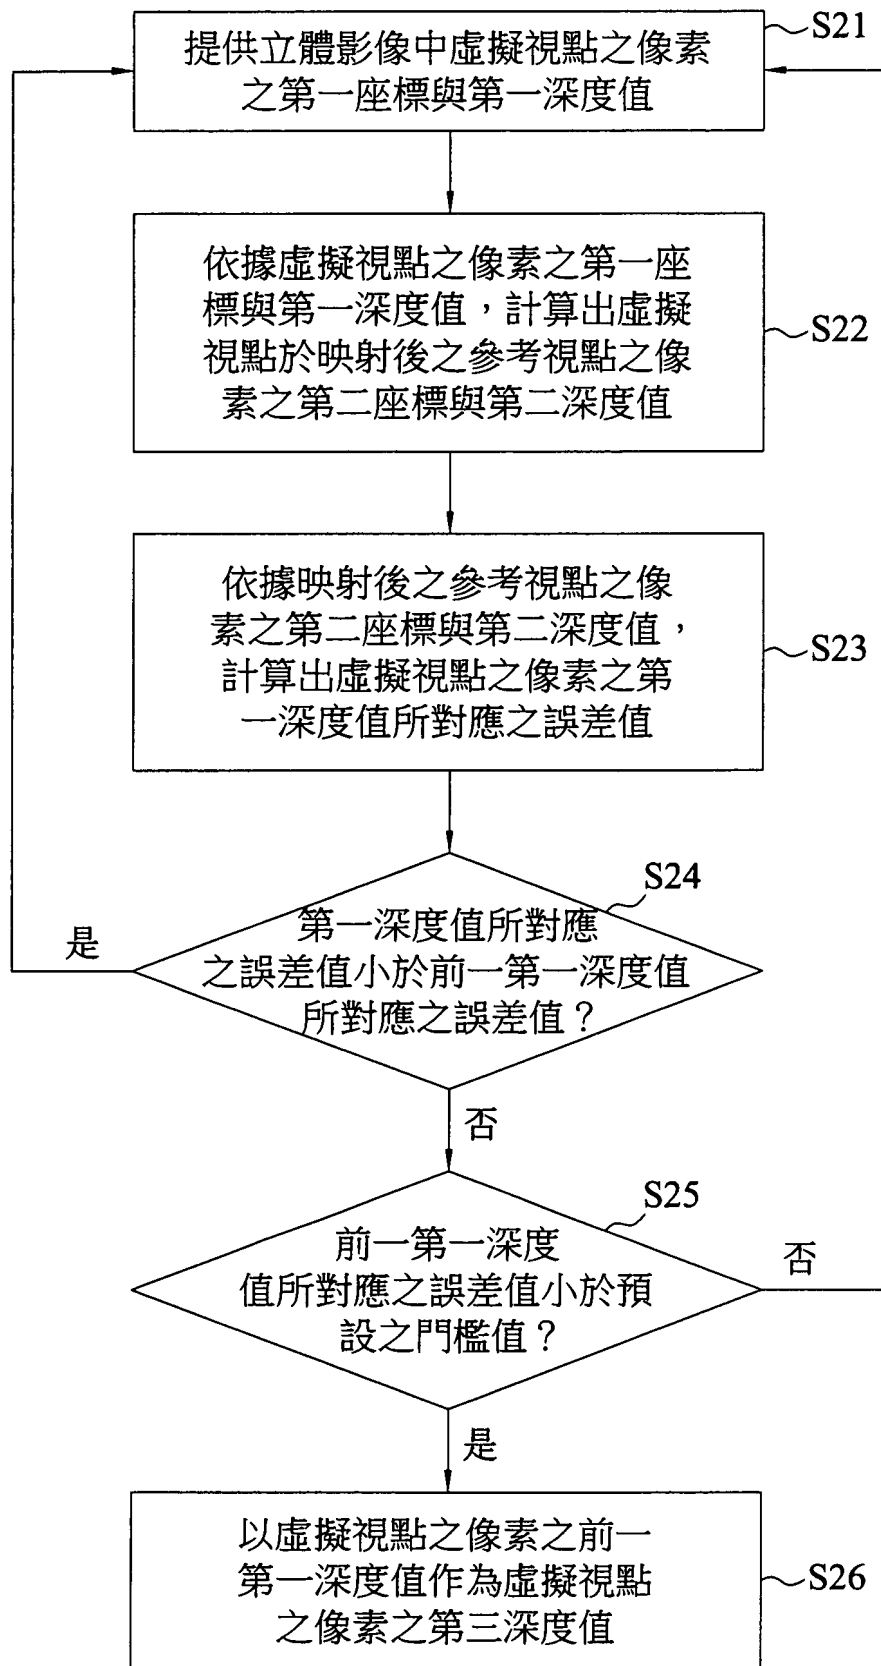 提供立體影像中虛擬視點之像素
之第一座標與第一深度值
S21
依據虛擬視點之像素之第一座
標與第一深度值，計算出虛擬
視點於映射後之參考視點之像
素之第二座標與第二深度值
S22
依據映射後之參考視點之像
素之第二座標與第二深度值，
計算出虛擬視點之像素之第
一深度值所對應之誤差值
S23
S24
第一深度值所對應
之誤差值小於前一第一深度值
所對應之誤差值？
是
否
S25
前一第一深度
值所對應之誤差值小於預
設之門檻值？
否
是
以虛擬視點之像素之前一
第一深度值作為虛擬視點
之像素之第三深度值
S26